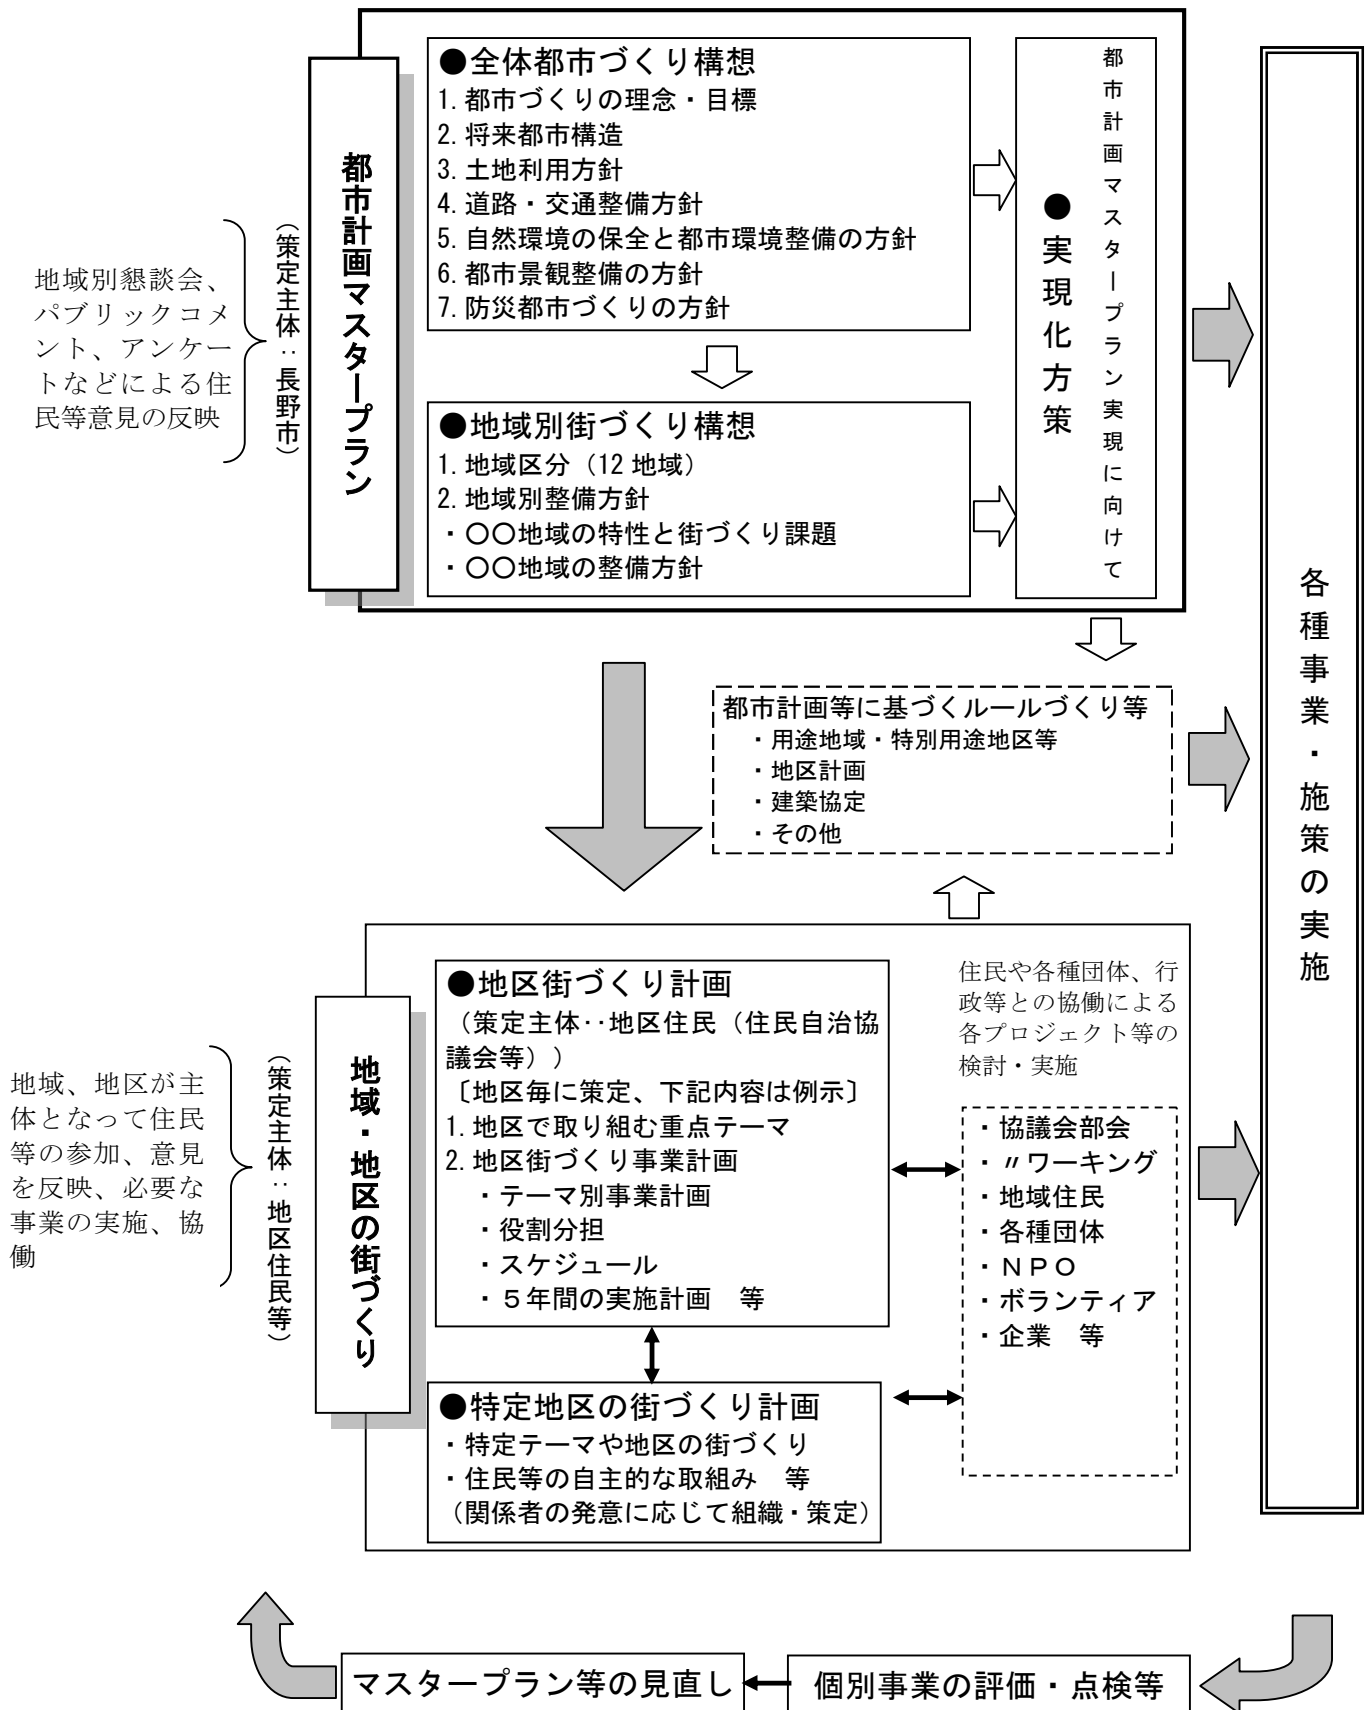 ●全体都市づくり構想
1. 都市づくりの理念・目標
2. 将来都市構造
3. 土地利用方針
4. 道路・交通整備方針
5. 自然環境の保全と都市環境整備の方針
6. 都市景観整備の方針
7. 防災都市づくりの方針
都市計画マスタープラン実現に向けて
●実現化方策
都市計画マスタープラン
（策定主体：長野市）
地域別懇談会、
パブリックコメ
ント、アンケー
トなどによる住
民等意見の反映
●地域別街づくり構想
1. 地域区分（12 地域）
2. 地域別整備方針
・〇〇地域の特性と街づくり課題
・〇〇地域の整備方針
各種事業・施策の実施
都市計画等に基づくルールづくり等
・用途地域・特別用途地区等
・地区計画
・建築協定
・その他
●地区街づくり計画
（策定主体‥地区住民（住民自治協
議会等））
〔地区毎に策定、下記内容は例示〕
1. 地区で取り組む重点テーマ
2. 地区街づくり事業計画
・テーマ別事業計画
・役割分担
・スケジュール
・５年間の実施計画　等
住民や各種団体、行
政等との協働による
各プロジェクト等の
検討・実施
・協議会部会
・〃ワーキング
・地域住民
・各種団体
・ＮＰＯ
・ボランティア
・企業　等
地域・地区の街づくり
（策定主体：地区住民等）
地域、地区が主
体となって住民
等の参加、意見
を反映、必要な
事業の実施、協
働
●特定地区の街づくり計画
・特定テーマや地区の街づくり
・住民等の自主的な取組み　等
（関係者の発意に応じて組織・策定）
マスタープラン等の見直し
個別事業の評価・点検等